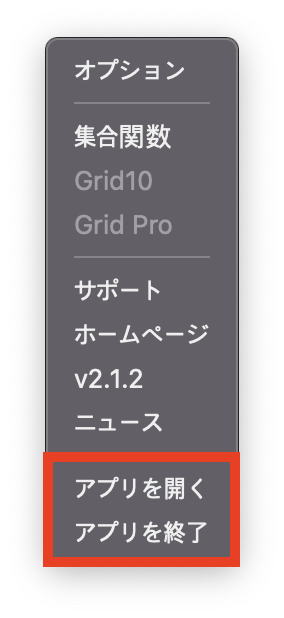 オプション
集合関数
Grid10
Grid Pro
サポート
ホームページ
v2.1.2
ニュース
アプリを開く
アプリを終了